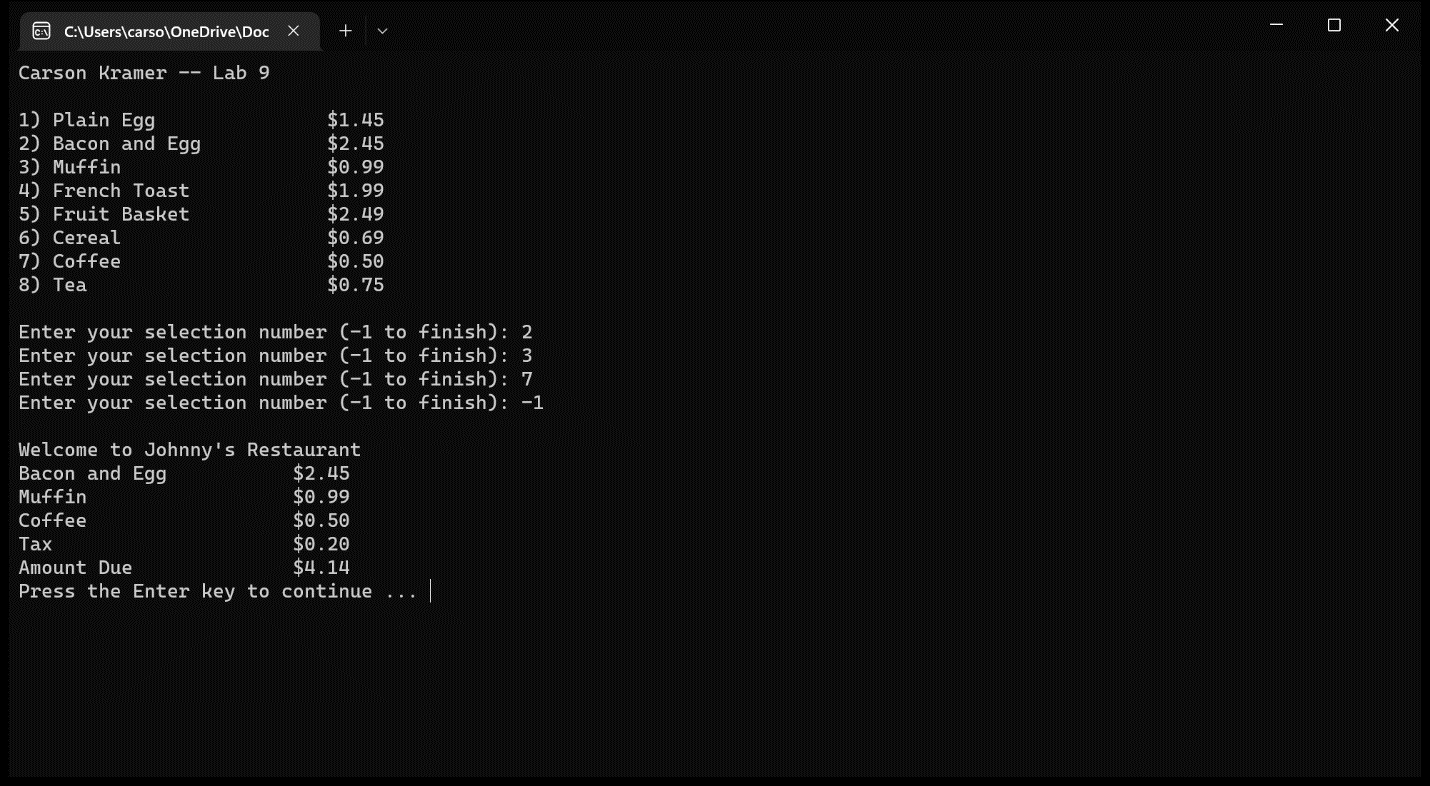 C:\Users\carso\OneDrive\Doc
Carson Kramer -- Lab 9
1) Plain Egg $1.45
2) Bacon and Egg $2.45
3) Muffin $0.99
4) French Toast $1.99
5) Fruit Basket $2.49
6) Cereal $0.69
7) Coffee $0.50
8) Tea $0.75
Enter your selection number (-1 to finish): 2
Enter your selection number (-1 to finish): 3
Enter your selection number (-1 to finish): 7
Enter your selection number (-1 to finish): -1
Welcome to Johnny's Restaurant
Bacon and Egg $2.45
Muffin $0.99
Coffee $0.50
Tax $0.20
Amount Due $4.14
Press the Enter key to continue ...